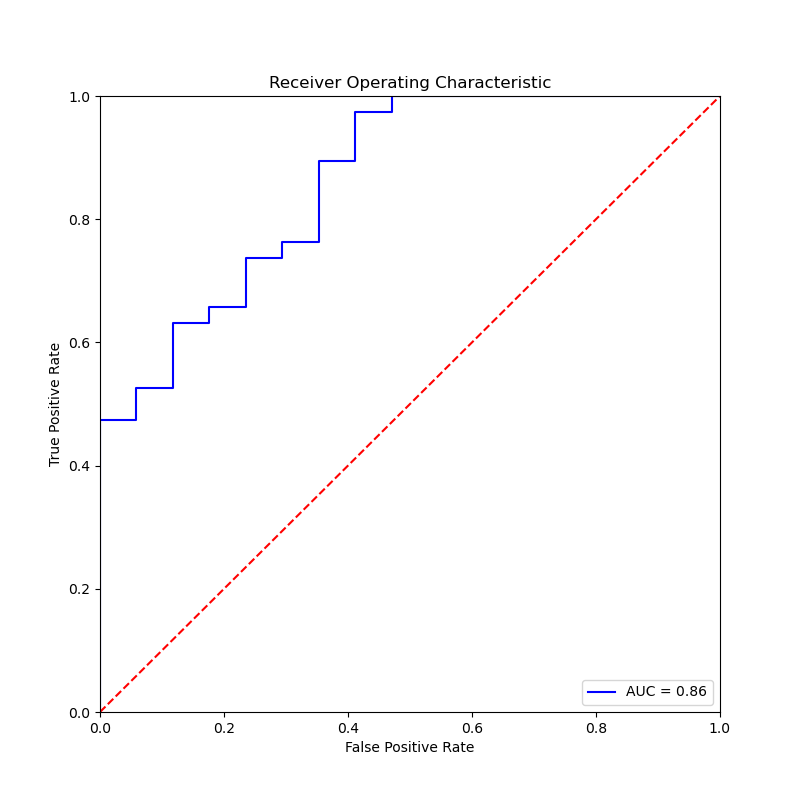 Receiver Operating Characteristic
1.0
0.8
0.6
0.4
0.2
0.0
True Positive Rate
AUC = 0.86
0.0 0.2 0.4 0.6 0.8 1.0
False Positive Rate